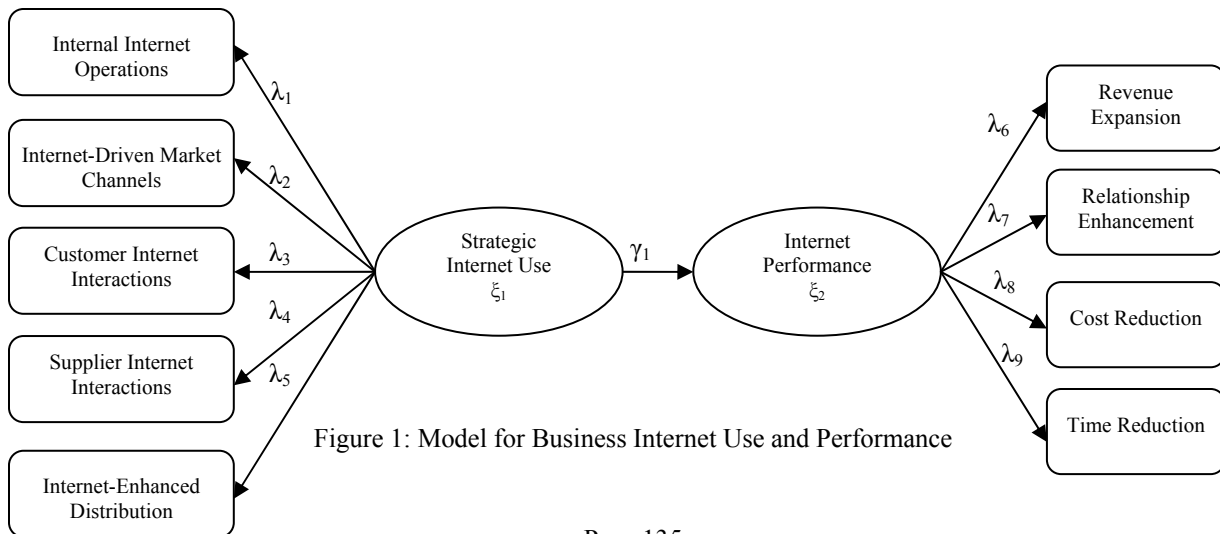 Internal Internet
Operations
Internet-Driven Market
Channels
Customer Internet
Interactions
Supplier Internet
Interactions
Internet-Enhanced
Distribution
λ1
λ2
λ3
λ4
λ5
Strategic
Internet Use
ξ1
γ1
Internet
Performance
ξ2
λ6
λ7
λ8
λ9
Revenue
Expansion
Relationship
Enhancement
Cost Reduction
Time Reduction
Figure 1: Model for Business Internet Use and Performance